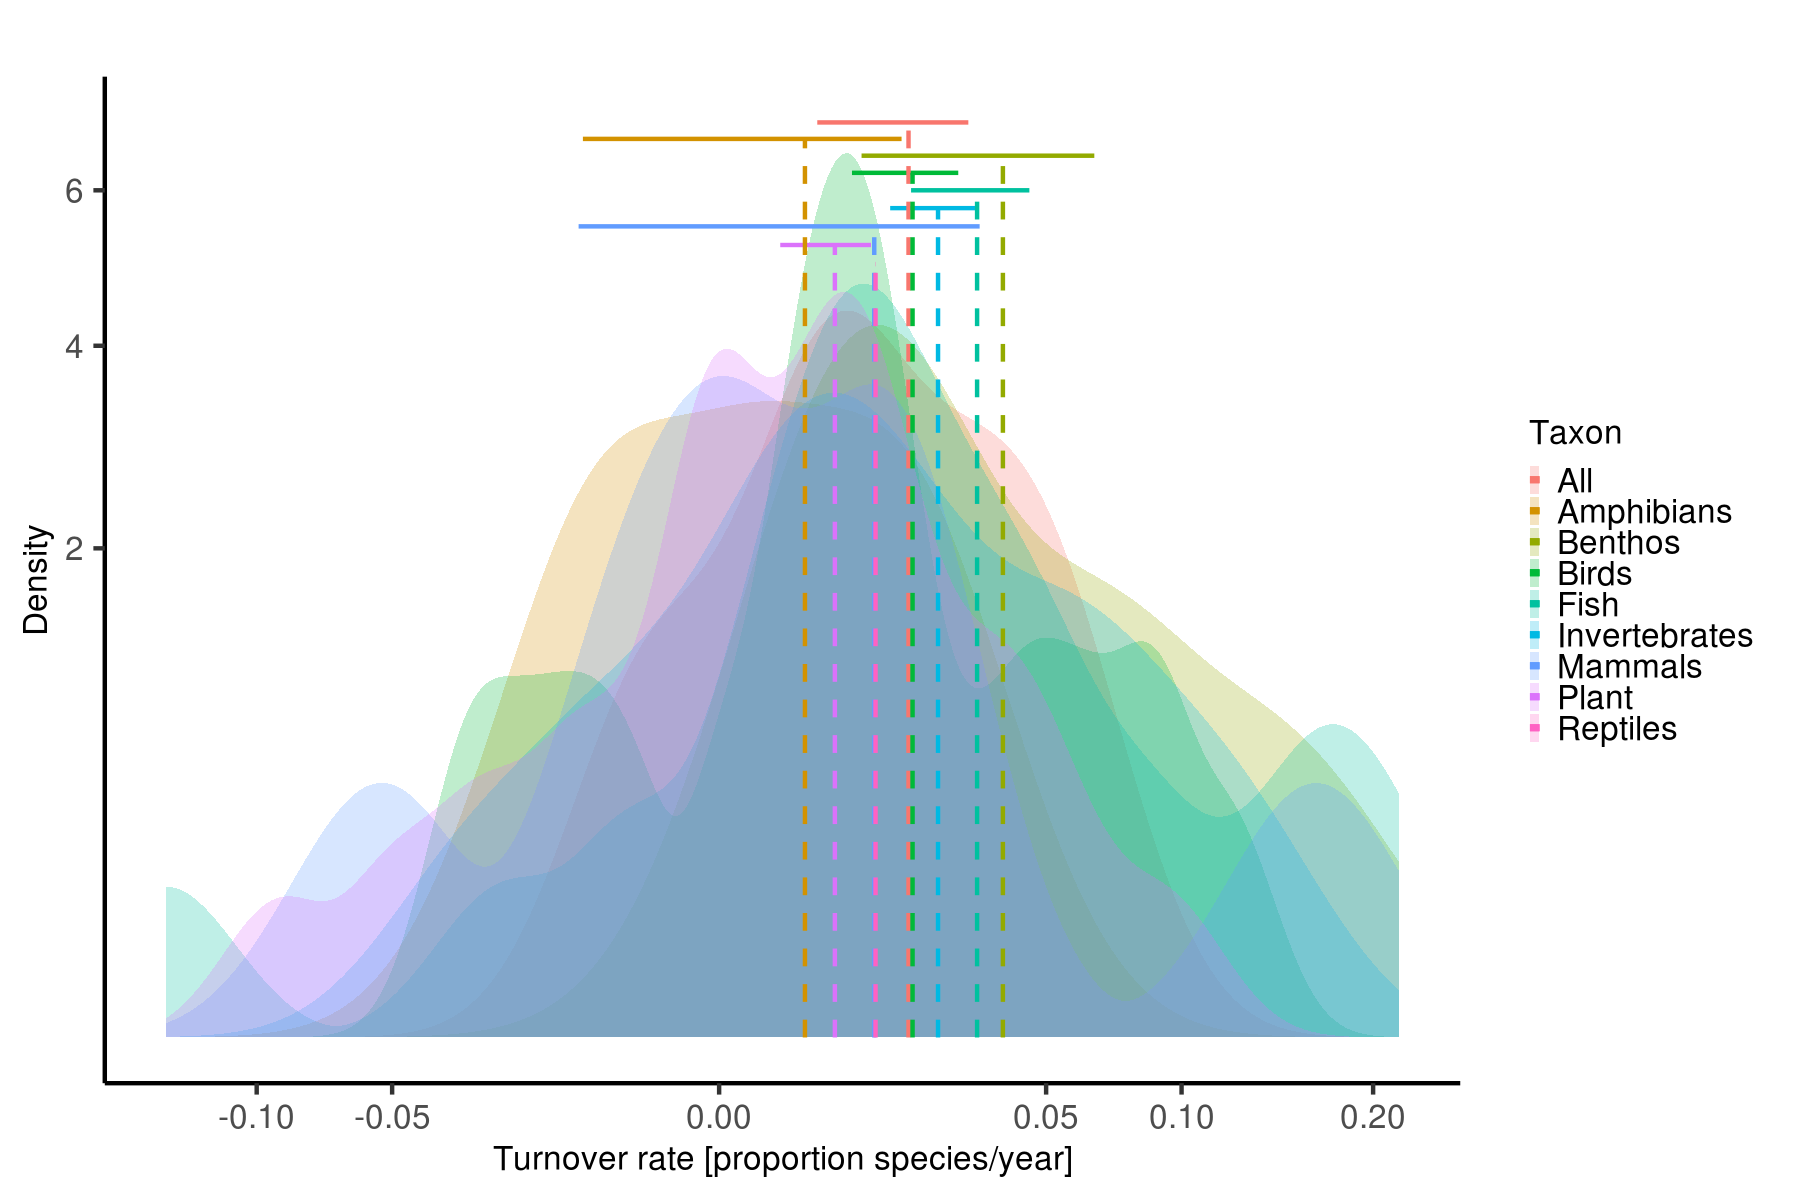 6
4
2
Density
-0.10
-0.05
0.00
0.05
0.10
0.20
Turnover rate [proportion species/year]
Taxon
All
Amphibians
Benthos
Birds
Fish
Invertebrates
Mammals
Plant
Reptiles